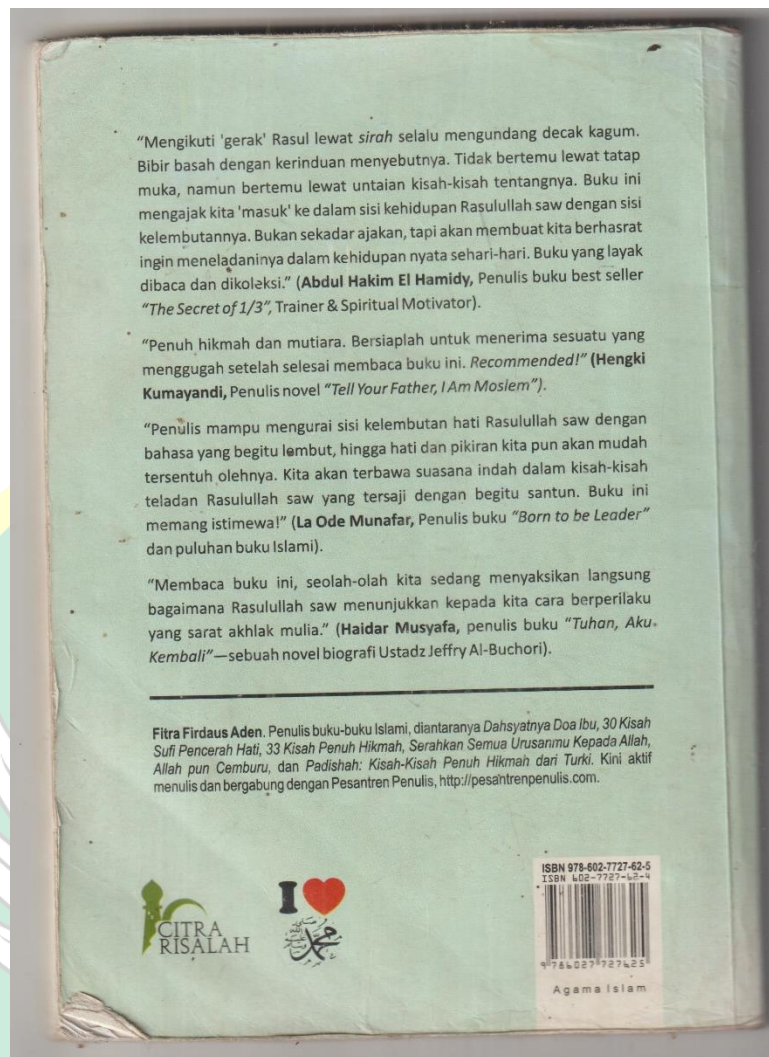 “Mengikuti 'gerak' Rasul lewat sirah selalu mengundang decak kagum.
Bibir basah dengan kerinduan menyebutnya. Tidak bertemu lewat tatap
muka, namun bertemu lewat untaian kisah-kisah tentangnya. Buku ini
mengajak kita 'masuk' ke dalam sisi kehidupan Rasulullah saw dengan sisi
kelembutannya. Bukan sekadar ajakan, tapi akan membuat kita berhasrat
ingin meneladaninya dalam kehidupan nyata sehari-hari. Buku yang layak
dibaca dan dikoleksi.” (Abdul Hakim El Hamidy, Penulis buku best seller
“The Secret of 1/3”, Trainer & Spiritual Motivator).
“Penuh hikmah dan mutiara. Bersiaplah untuk menerima sesuatu yang
menggugah setelah selesai membaca buku ini. Recommended!” (Hengki
Kumayandi, Penulis novel “Tell Your Father, I Am Moslem”).
“Penulis mampu mengurai sisi kelembutan hati Rasulullah saw dengan
bahasa yang begitu lembut, hingga hati dan pikiran kita pun akan mudah
tersentuh olehnya. Kita akan terbawa suasana indah dalam kisah-kisah
teladan Rasulullah saw yang tersaji dengan begitu santun. Buku ini
memang istimewa!” (La Ode Munafar, Penulis buku “Born to be Leader”
dan puluhan buku Islami).
“Membaca buku ini, seolah-olah kita sedang menyaksikan langsung
bagaimana Rasulullah saw menunjukkan kepada kita cara berperilaku
yang sarat akhlak mulia.” (Haidar Musyafa, penulis buku “Tuhan, Aku
Kembali”—sebuah novel biografi Ustadz Jeffry Al-Buchori).
Fitra Firdaus Aden. Penulis buku-buku Islami, diantaranya Dahsyatnya Doa Ibu, 30 Kisah
Sufi Pencerah Hati, 33 Kisah Penuh Hikmah, Serahkan Semua Urusanmu Kepada Allah,
Allah pun Cemburu, dan Padishah: Kisah-Kisah Penuh Hikmah dari Turki. Kini aktif
menulis dan bergabung dengan Pesantren Penulis, http://pesantrenpenulis.com.
CITRA
RISALAH
I
محمد
ISBN 978-602-7727-62-5
ISBN 602-7727-62-4
9 786027 727625
Agama Islam